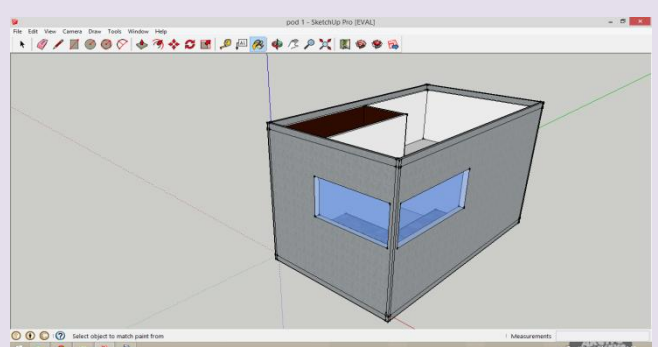 pod 1 - SketchUp Pro [EVAL]
File Edit View Camera Draw Tools Window Help
Select object to match paint from
Measurements